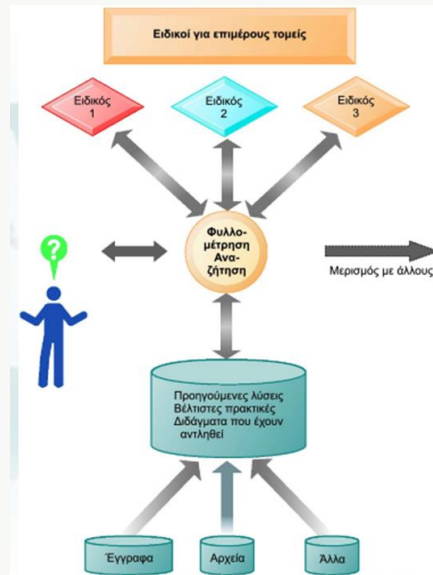 Ειδικοί για επιμέρους τομείς
Ειδικός
1
Ειδικός
2
Ειδικός
3
?
Φυλλο-
μέτρηση
Ανα-
ζήτηση
Μερισμός με άλλους
Προηγούμενες λύσεις
Βέλτιστες πρακτικές
Διδάγματα που έχουν
αντληθεί
Έγγραφα
Αρχεία
Άλλα